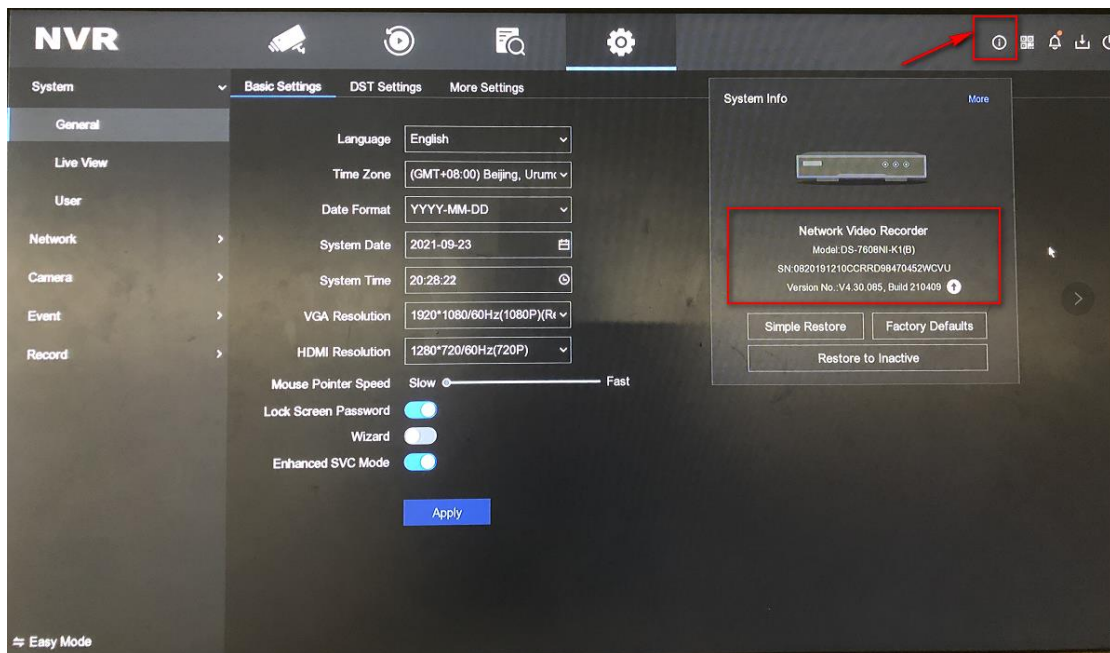 NVR
System
General
Live View
User
Network
Camera
Event
Record
Easy Mode
Basic Settings DST Settings More Settings
Language English
Time Zone (GMT+08:00) Beijing, Urumc
Date Format YYYY-MM-DD
System Date 2021-09-23
System Time 20:28:22
VGA Resolution 1920*1080/60Hz(1080P)(Re
HDMI Resolution 1280*720/60Hz(720P)
Mouse Pointer Speed Slow Fast
Lock Screen Password
Wizard
Enhanced SVC Mode
Apply
System Info More
Network Video Recorder
Model:DS-7608NI-K1(B)
SN:0820191210CCRRD98470452WCVU
Version No.:V4.30.085, Build 210409
Simple Restore Factory Defaults
Restore to Inactive